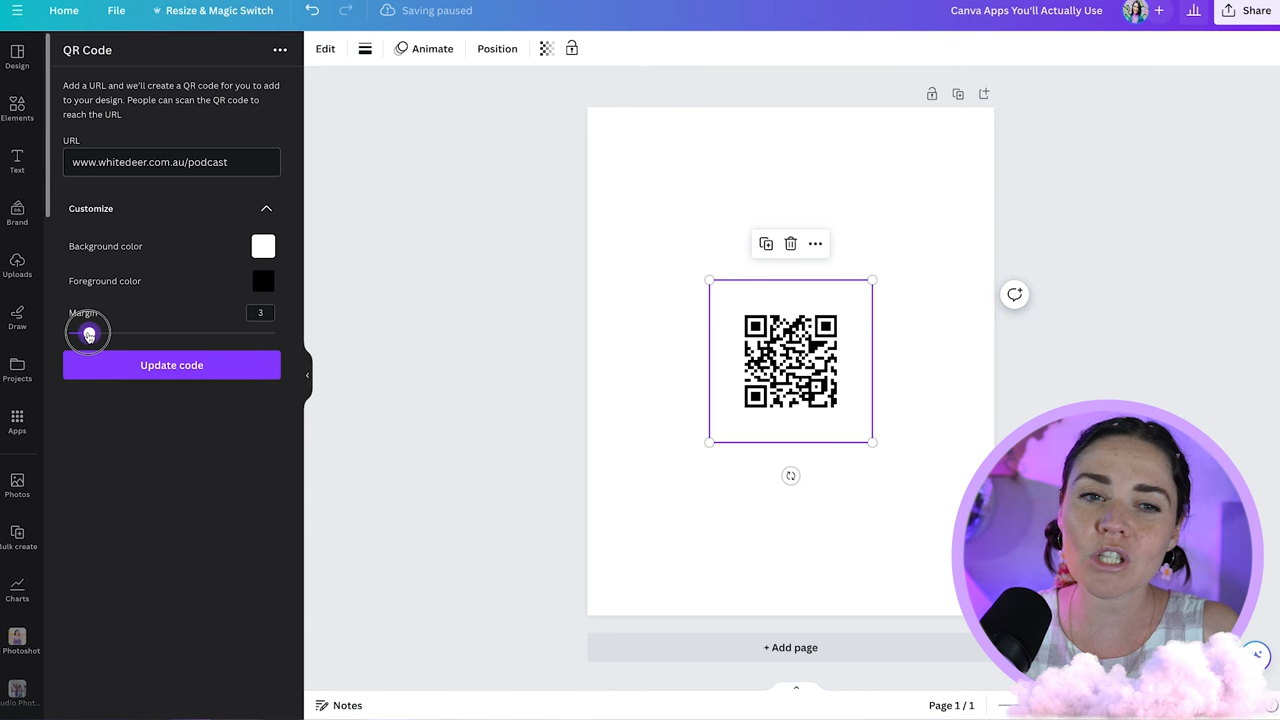 Home
File
Resize & Magic Switch
Saving paused
Canva Apps You'll Actually Use
Share
Design
Elements
Text
Brand
Uploads
Draw
Projects
Apps
Photos
Bulk create
Charts
Photoshot
QR Code
Add a URL and we'll create a QR code for you to add
to your design. People can scan the QR code to
reach the URL
URL
www.whitedeer.com.au/podcast
Customize
Background color
Foreground color
Margin
3
Update code
Edit
Animate
Position
+ Add page
Notes
Page 1 / 1